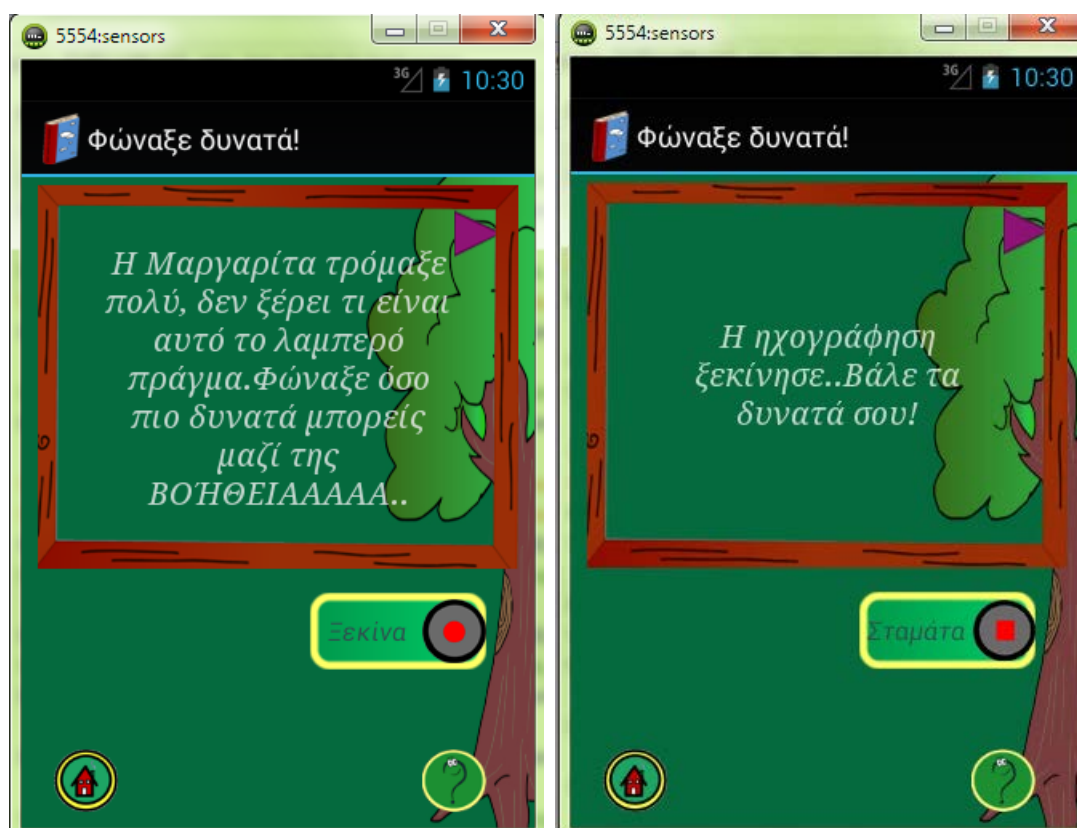 5554:sensors
3G 10:30
Φώναξε δυνατά!
Η Μαργαρίτα τρόμαξε
πολύ, δεν ξέρει τι είναι
αυτό το λαμπερό
πράγμα.Φώναξε όσο
πιο δυνατά μπορείς
μαζί της
ΒΟΉΘΕΙΑΑΑΑΑ..
Ξεκίνα
5554:sensors
3G 10:30
Φώναξε δυνατά!
Η ηχογράφηση
ξεκίνησε..Βάλε τα
δυνατά σου!
Σταμάτα